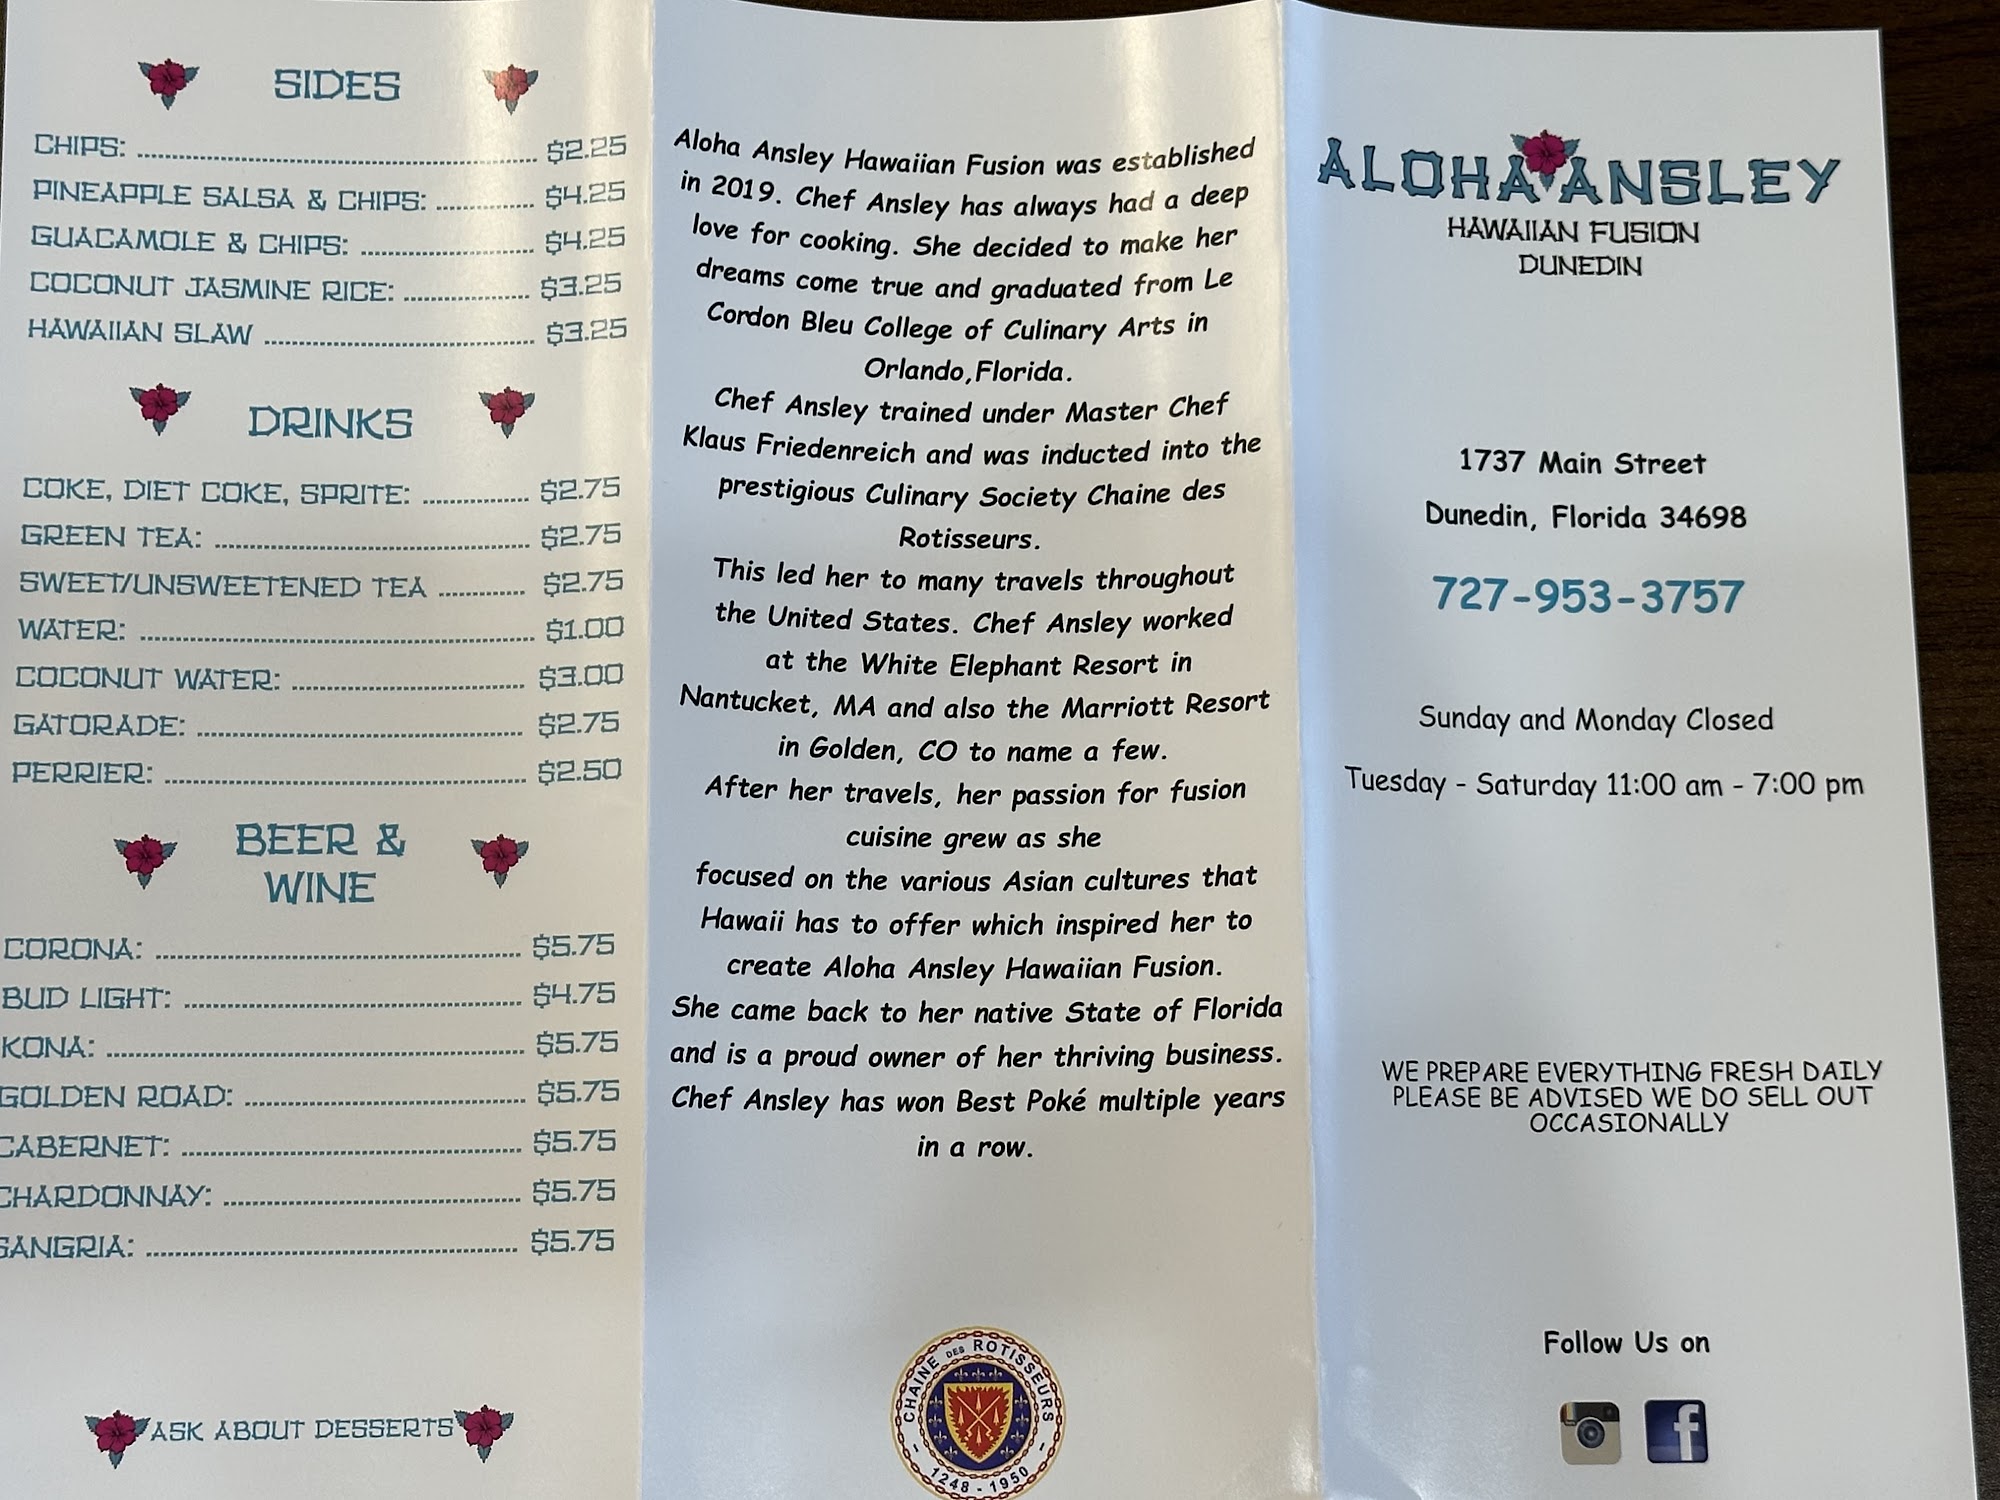 SIDES
CHIPS: $2.25
PINEAPPLE SALSA & CHIPS: $4.25
GUACAMOLE & CHIPS: $4.25
COCONUT JASMINE RICE: $3.25
HAWAIIAN SLAW $3.25
DRINKS
COKE, DIET COKE, SPRITE: $2.75
GREEN TEA: $2.75
SWEET/UNSWEETENED TEA $2.75
WATER: $1.00
COCONUT WATER: $3.00
GATORADE: $2.75
PERRIER: $2.50
BEER &
WINE
CORONA: $5.75
BUD LIGHT: $4.75
KONA: $5.75
GOLDEN ROAD: $5.75
CABERNET: $5.75
CHARDONNAY: $5.75
SANGRIA: $5.75
ASK ABOUT DESSERTS
Aloha Ansley Hawaiian Fusion was established
in 2019. Chef Ansley has always had a deep
love for cooking. She decided to make her
dreams come true and graduated from Le
Cordon Bleu College of Culinary Arts in
Orlando,Florida.
Chef Ansley trained under Master Chef
Klaus Friedenreich and was inducted into the
prestigious Culinary Society Chaine des
Rotisseurs.
This led her to many travels throughout
the United States. Chef Ansley worked
at the White Elephant Resort in
Nantucket, MA and also the Marriott Resort
in Golden, CO to name a few.
After her travels, her passion for fusion
cuisine grew as she
focused on the various Asian cultures that
Hawaii has to offer which inspired her to
create Aloha Ansley Hawaiian Fusion.
She came back to her native State of Florida
and is a proud owner of her thriving business.
Chef Ansley has won Best Poké multiple years
in a row.
CHAINE DES ROTISSEURS
- 1248 - 1950 -
ALOHA ANSLEY
HAWAIIAN FUSION
DUNEDIN
1737 Main Street
Dunedin, Florida 34698
727-953-3757
Sunday and Monday Closed
Tuesday - Saturday 11:00 am - 7:00 pm
WE PREPARE EVERYTHING FRESH DAILY
PLEASE BE ADVISED WE DO SELL OUT
OCCASIONALLY
Follow Us on
f